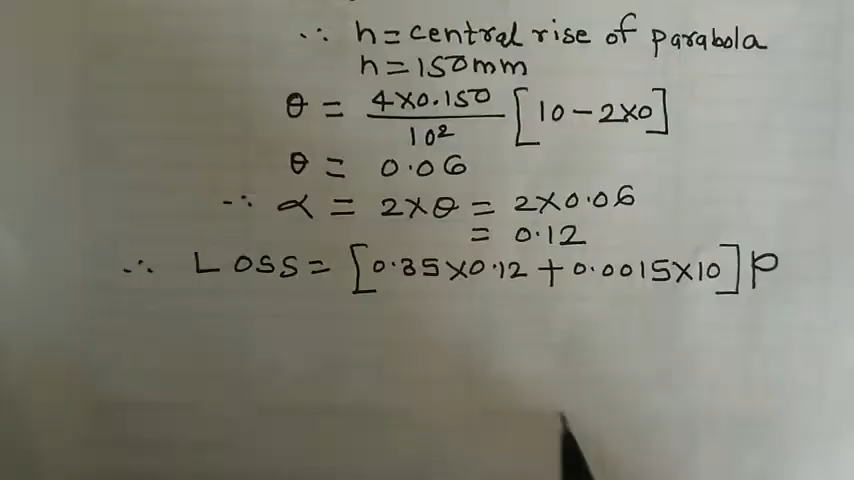 ∴ h = central rise of parabola
h = 150mm
θ = 4×0.150 / 10² [10 - 2×0]
θ = 0.06
∴ α = 2×θ = 2×0.06
= 0.12
∴ Loss = [0.35×0.12 + 0.0015×10] P